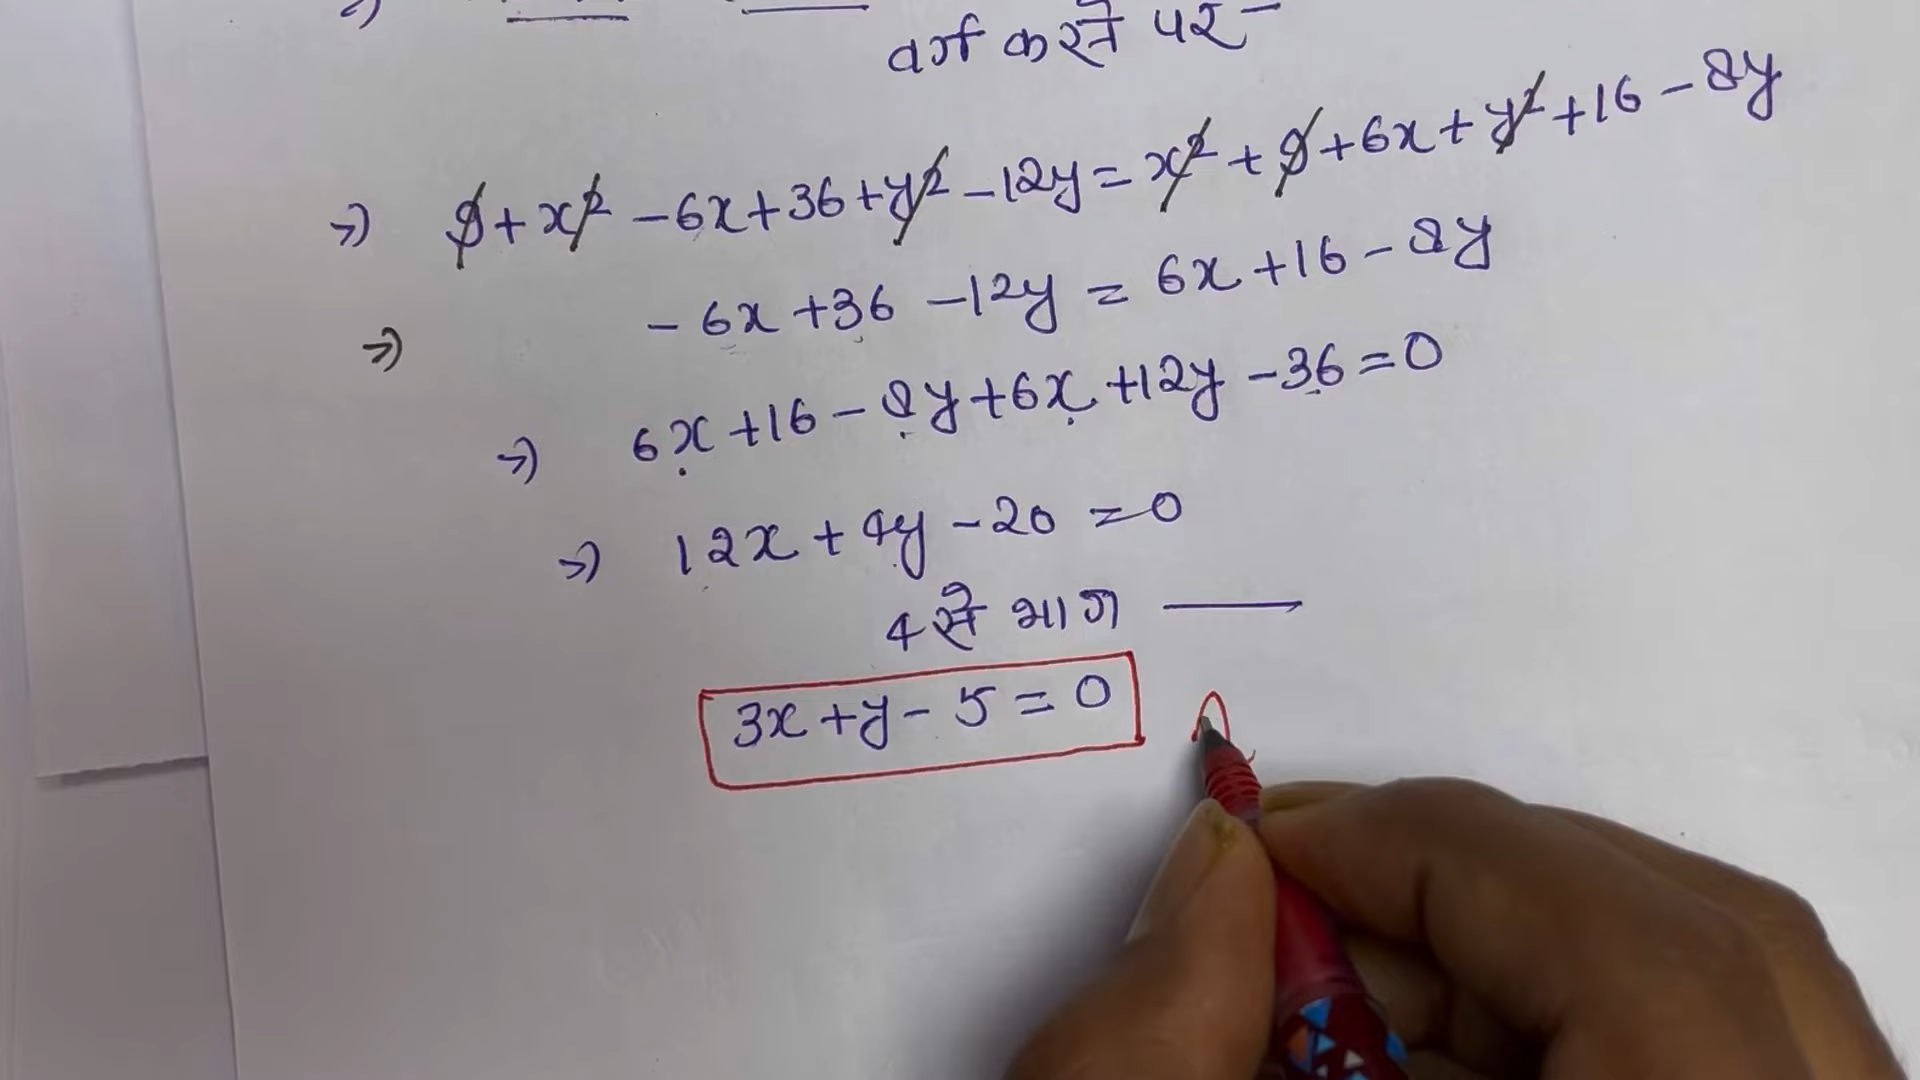 वर्ग करने पर -
=) 9 + x² - 6x + 36 + y² - 12y = x² + 9 + 6x + y² + 16 - 8y
=) - 6x + 36 - 12y = 6x + 16 - 8y
=) 6x + 16 - 8y + 6x + 12y - 36 = 0
=) 12x + 4y - 20 = 0
4 से भाग ——
3x + y - 5 = 0